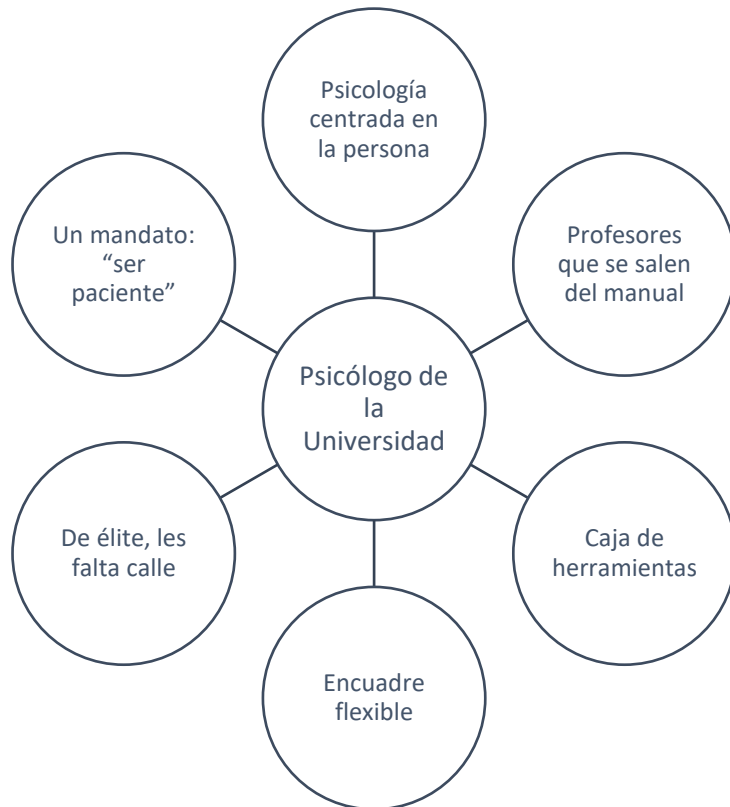 Psicología
centrada en
la persona
Un mandato:
“ser
paciente”
Profesores
que se salen
del manual
Psicólogo de
la
Universidad
De élite, les
falta calle
Caja de
herramientas
Encuadre
flexible